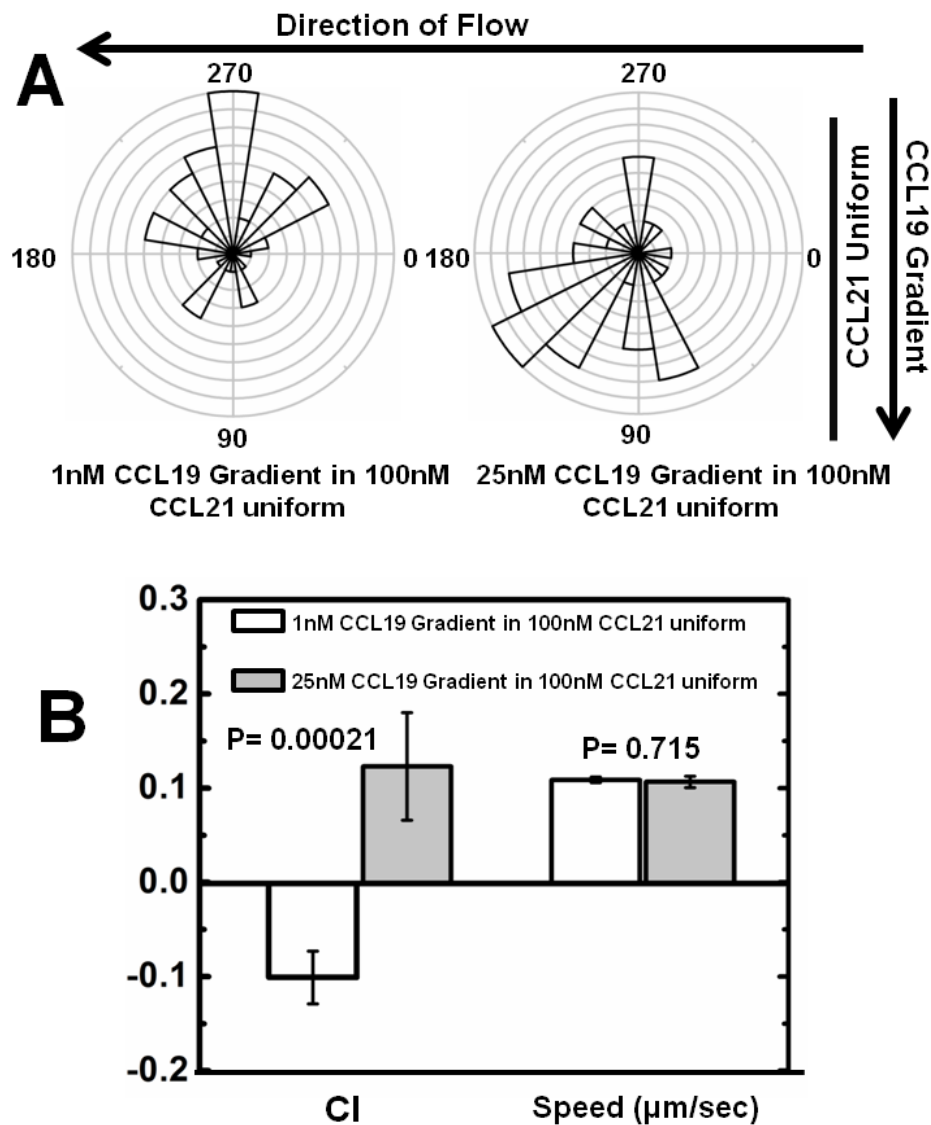 Direction of Flow
A
270
270
180
0
180
0
90
90
CCL21 Uniform
CCL19 Gradient
1nM CCL19 Gradient in 100nM
CCL21 uniform
25nM CCL19 Gradient in 100nM
CCL21 uniform
B
0.3
0.2
0.1
0.0
-0.1
-0.2
1nM CCL19 Gradient in 100nM CCL21 uniform
25nM CCL19 Gradient in 100nM CCL21 uniform
P= 0.00021
P= 0.715
CI
Speed (µm/sec)